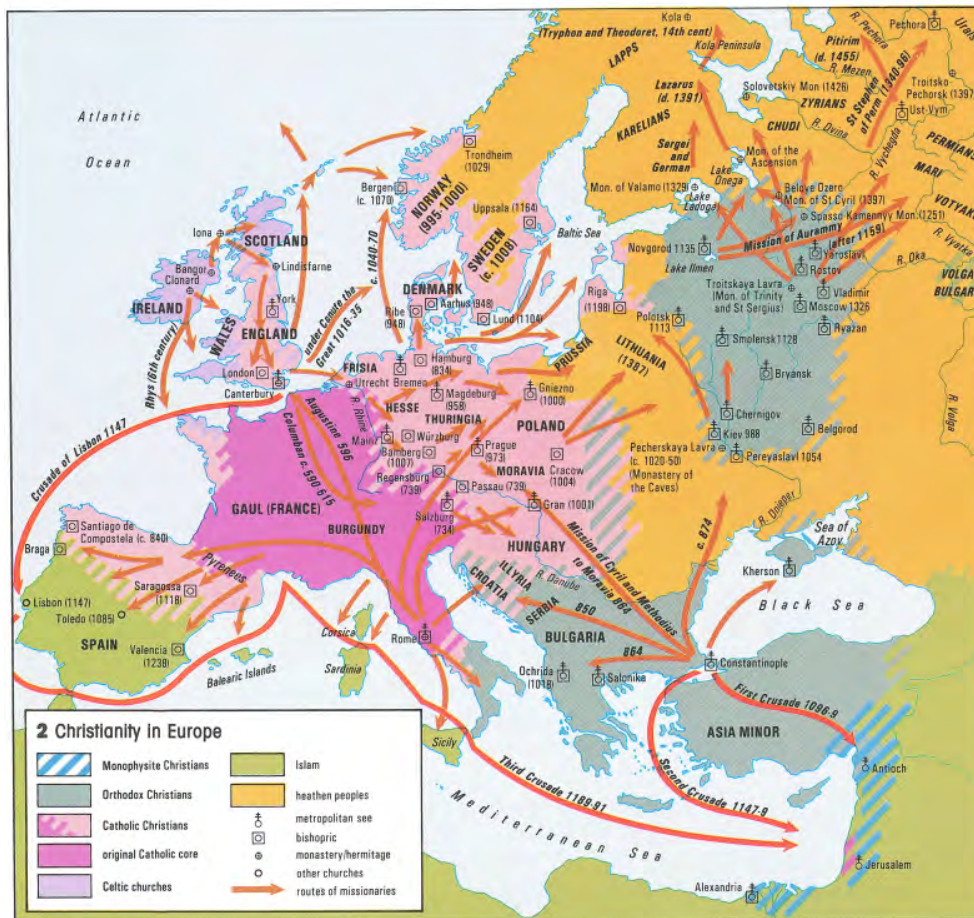 Kola
(Tryphon and Theodoret, 14th cent)
Kola Peninsula
LAPPS
Pechora
R. Pechora
Urals
Pitirim
(d. 1455)
R. Mezen
St Stephen
of Perm (1340-96)
Troitsko
Pechorsk (1397)
Lazarus
(d. 1391)
Solovetskiy Mon (1426)
ZYRIANS
Ust-Vym
KARELIANS
CHUDI
R. Dvina
R. Vychegda
PERMIANS
Atlantic
Ocean
Trondheim
(1029)
Sergei and
German
Lake
Onega
Mon. of the
Ascension
MARI
Bergen
(c. 1070)
NORWAY
(995-1000)
Mon. of Valamo (1329)
Lake
Ladoga
Beloye Ozero
Mon. of St Cyril (1397)
VOTYAKS
Uppsala (1164)
Spasso-Kamennyy Mon. (1251)
Iona
SCOTLAND
SWEDEN
(c. 1008)
Baltic Sea
Novgorod 1135
Mission of Aurammy
(after 1159)
R. Vyatka
Lindisfarne
Lake Ilmen
Yaroslavl
R. Oka
Bangor
Clonard
c. 1040-70
DENMARK
Rostov
VOLGA
BULGARS
IRELAND
York
Aarhus (948)
Riga
(1198)
Troitskaya Lavra
(Mon. of Trinity
and St Sergius)
Vladimir
Moscow 1326
WALES
ENGLAND
under Canute the
Great 1016-35
Ribe
(948)
Lund (1104)
Polotsk
1113
Ryazan
PRUSSIA
LITHUANIA
(1387)
Smolensk 1128
Rhys (6th century)
London
FRISIA
Hamburg
(834)
Canterbury
Utrecht
Bremen
Magdeburg
(958)
Gniezno
(1000)
Bryansk
R. Rhine
HESSE
THURINGIA
POLAND
Chernigov
R. Volga
Crusade of Lisbon 1147
Augustine 596
Columban c. 590-615
Mainz
Würzburg
Prague
(973)
Kiev 988
Belgorod
Bamberg
(1007)
MORAVIA
Cracow
(1004)
Pecherskaya Lavra
(c. 1020-50)
(Monastery of
the Caves)
Pereyaslavl 1054
Regensburg
(739)
Passau (739)
GAUL (FRANCE)
Salzburg
(734)
Gran (1001)
R. Dnieper
Santiago de
Compostela (c. 840)
BURGUNDY
HUNGARY
Mission of Cyril and Methodius
to Moravia 864
c. 874
Sea of
Azov
Braga
Pyrenees
CROATIA
ILLYRIA
R. Danube
Kherson
Saragossa
(1118)
SERBIA
850
Black Sea
Lisbon (1147)
Toledo (1085)
Corsica
Rome
BULGARIA
SPAIN
Valencia
(1238)
Balearic Islands
Sardinia
Ochrida
(1018)
864
Salonika
Constantinople
First Crusade 1096-9
ASIA MINOR
Sicily
Second Crusade 1147-9
Antioch
Third Crusade 1189-91
Mediterranean Sea
Jerusalem
Alexandria
2 Christianity in Europe
Monophysite Christians
Orthodox Christians
Catholic Christians
original Catholic core
Celtic churches
Islam
heathen peoples
metropolitan see
bishopric
monastery/hermitage
other churches
routes of missionaries